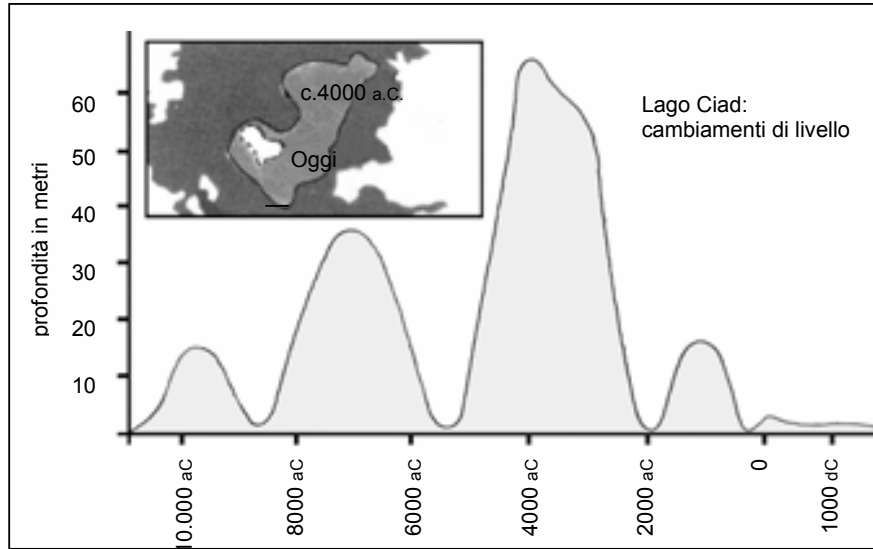 c.4000 a.C.
Oggi
Lago Ciad:
cambiamenti di livello
profondità in metri
60
50
40
30
20
10
10.000 aC
8000 aC
6000 aC
4000 aC
2000 aC
0
1000 dC